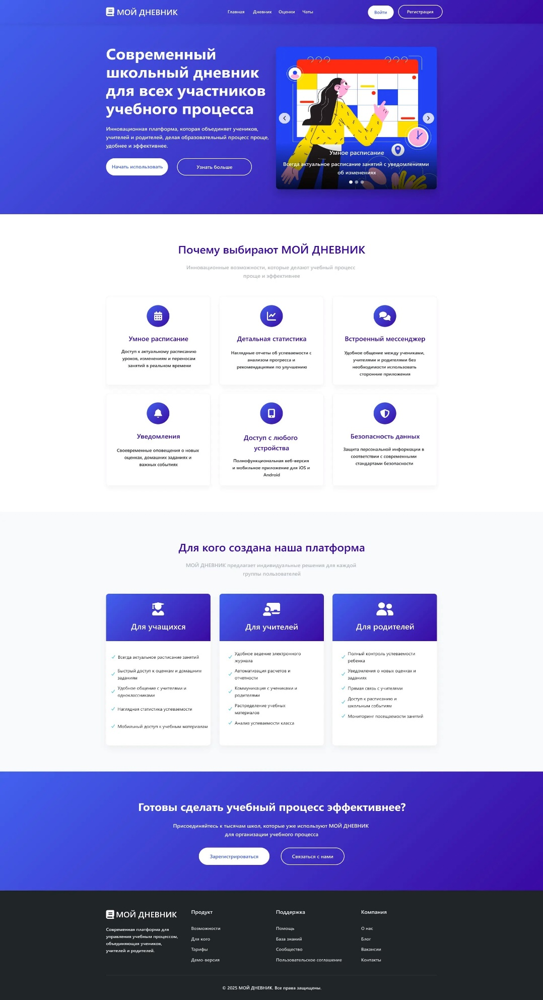 МОЙ ДНЕВНИК
Главная Дневник Оценки Чаты
Войти Регистрация
Современный
школьный дневник
для всех участников
учебного процесса
Инновационная платформа, которая объединяет учеников,
учителей и родителей, делая образовательный процесс проще,
удобнее и эффективнее.
Начать использовать Узнать больше
Умное расписание
Всегда актуальное расписание занятий с уведомлениями
об изменениях
Почему выбирают МОЙ ДНЕВНИК
Инновационные возможности, которые делают учебный процесс
проще и эффективнее
Умное расписание
Доступ к актуальному расписанию
уроков, изменениям и переносам
занятий в реальном времени
Детальная статистика
Наглядные отчеты об успеваемости с
анализом прогресса и
рекомендациями по улучшению
Встроенный мессенджер
Удобное общение между учениками,
учителями и родителями без
необходимости использовать
сторонние приложения
Уведомления
Своевременные оповещения о новых
оценках, домашних заданиях и
важных событиях
Доступ с любого
устройства
Полнофункциональная веб-версия
и мобильное приложение для iOS и
Android
Безопасность данных
Защита персональной информации в
соответствии с современными
стандартами безопасности
Для кого создана наша платформа
МОЙ ДНЕВНИК предлагает индивидуальные решения для каждой
группы пользователей
Для учащихся
Всегда актуальное расписание занятий
Быстрый доступ к оценкам и домашним
заданиям
Удобное общение с учителями и
одноклассниками
Наглядная статистика успеваемости
Мобильный доступ к учебным материалам
Для учителей
Удобное ведение электронного
журнала
Автоматизация расчетов и
отчетности
Коммуникация с учениками и
родителями
Распределение учебных
материалов
Анализ успеваемости класса
Для родителей
Полный контроль успеваемости
ребенка
Уведомления о новых оценках и
заданиях
Прямая связь с учителями
Доступ к расписанию и
школьным событиям
Мониторинг посещаемости занятий
Готовы сделать учебный процесс эффективнее?
Присоединяйтесь к тысячам школ, которые уже используют МОЙ ДНЕВНИК
для организации учебного процесса
Зарегистрироваться Связаться с нами
МОЙ ДНЕВНИК
Современная платформа для
управления учебным процессом,
объединяющая учеников,
учителей и родителей.
Продукт
Возможности
Для кого
Тарифы
Демо-версия
Поддержка
Помощь
База знаний
Сообщество
Пользовательское соглашение
Компания
О нас
Блог
Вакансии
Контакты
© 2025 МОЙ ДНЕВНИК. Все права защищены.